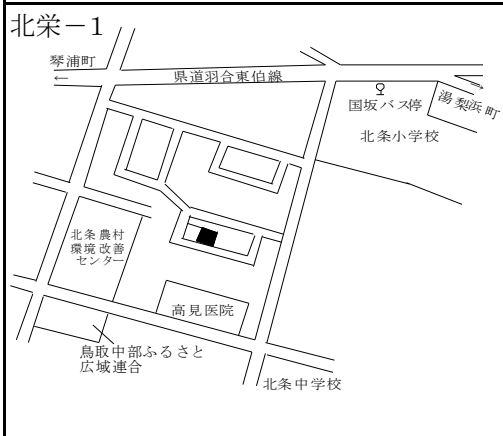 北栄－1
琴浦町
←
県道羽合東伯線
→
湯梨浜町
国坂バス停
北条小学校
北条農村
環境改善
センター
高見医院
鳥取中部ふるさと
広域連合
北条中学校